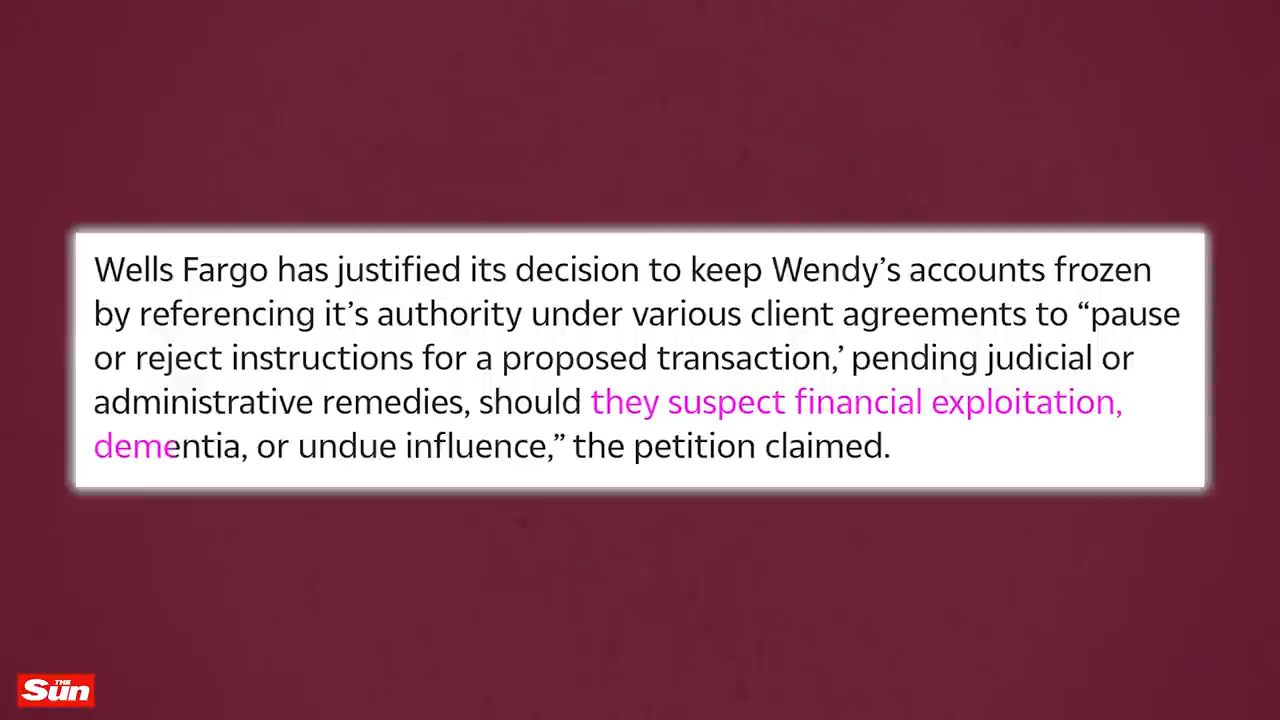 Wells Fargo has justified its decision to keep Wendy’s accounts frozen
by referencing it’s authority under various client agreements to “pause
or reject instructions for a proposed transaction,’ pending judicial or
administrative remedies, should they suspect financial exploitation,
dementia, or undue influence,” the petition claimed.
THE
Sun